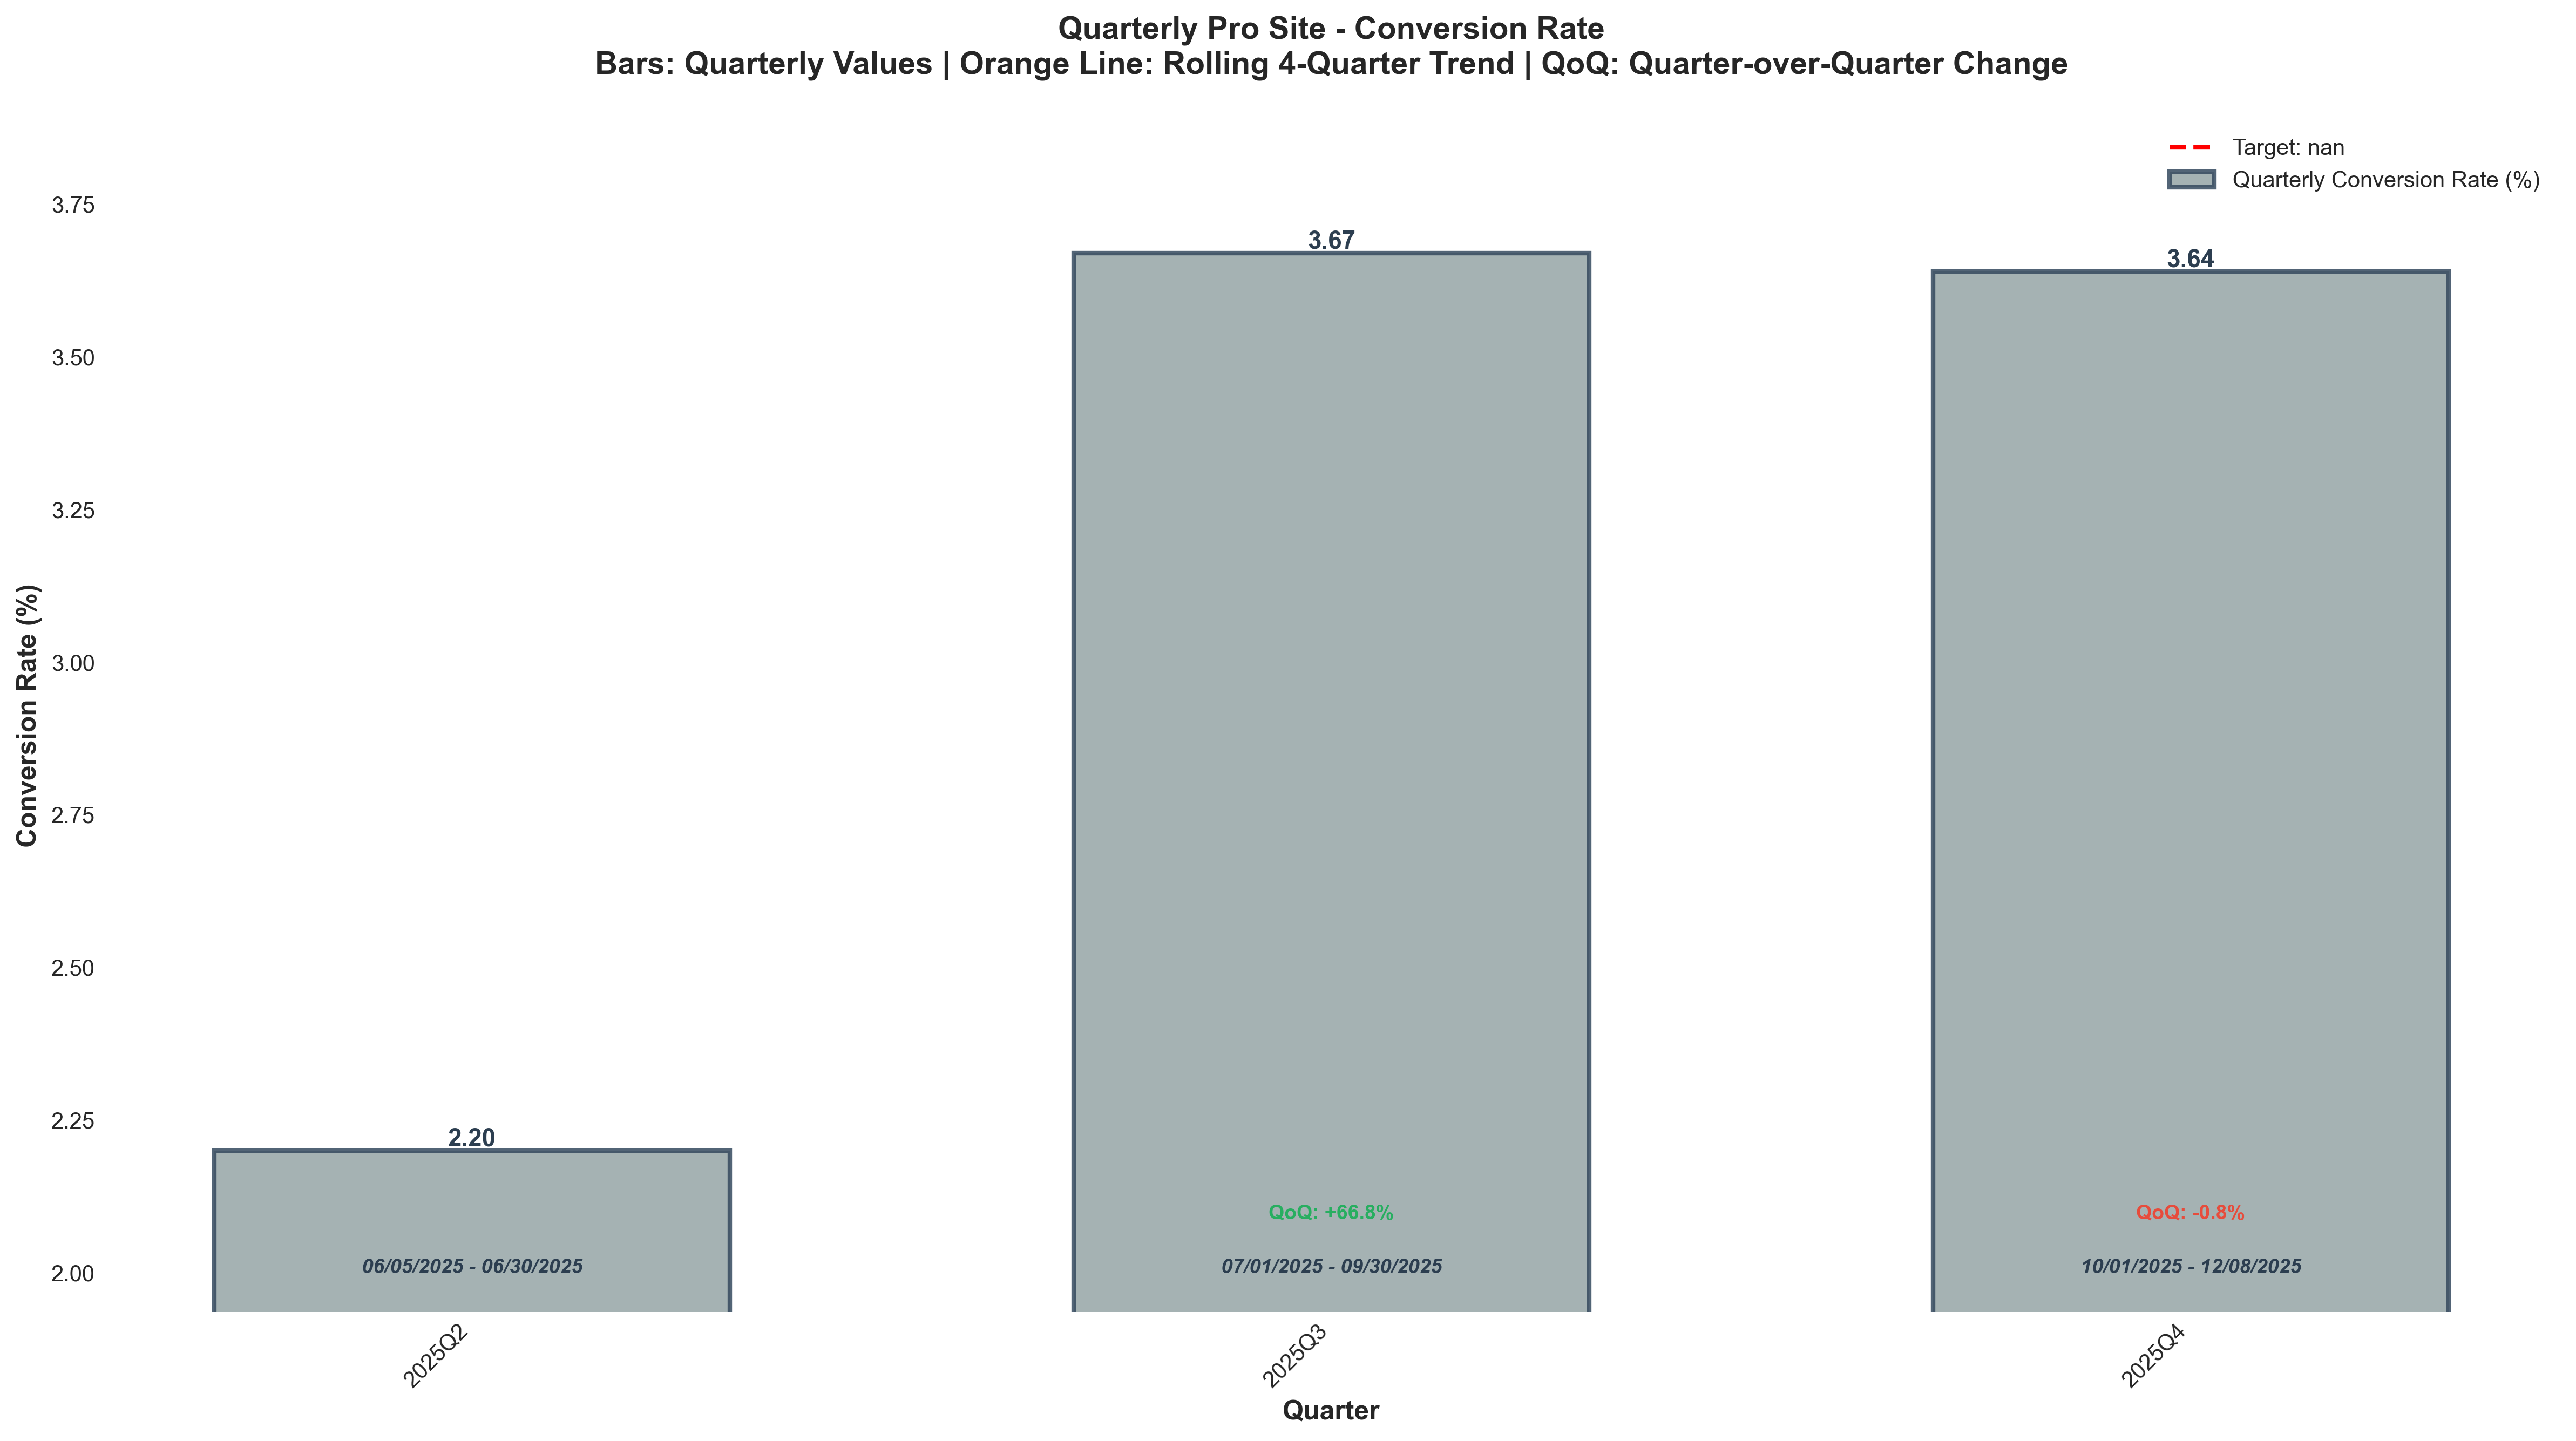 Quarterly Pro Site - Conversion Rate
Bars: Quarterly Values | Orange Line: Rolling 4-Quarter Trend | QoQ: Quarter-over-Quarter Change
Target: nan
Quarterly Conversion Rate (%)
Conversion Rate (%)
3.75
3.50
3.25
3.00
2.75
2.50
2.25
2.00
2.20
3.67
3.64
QoQ: +66.8%
QoQ: -0.8%
06/05/2025 - 06/30/2025
07/01/2025 - 09/30/2025
10/01/2025 - 12/08/2025
2025Q2
2025Q3
2025Q4
Quarter